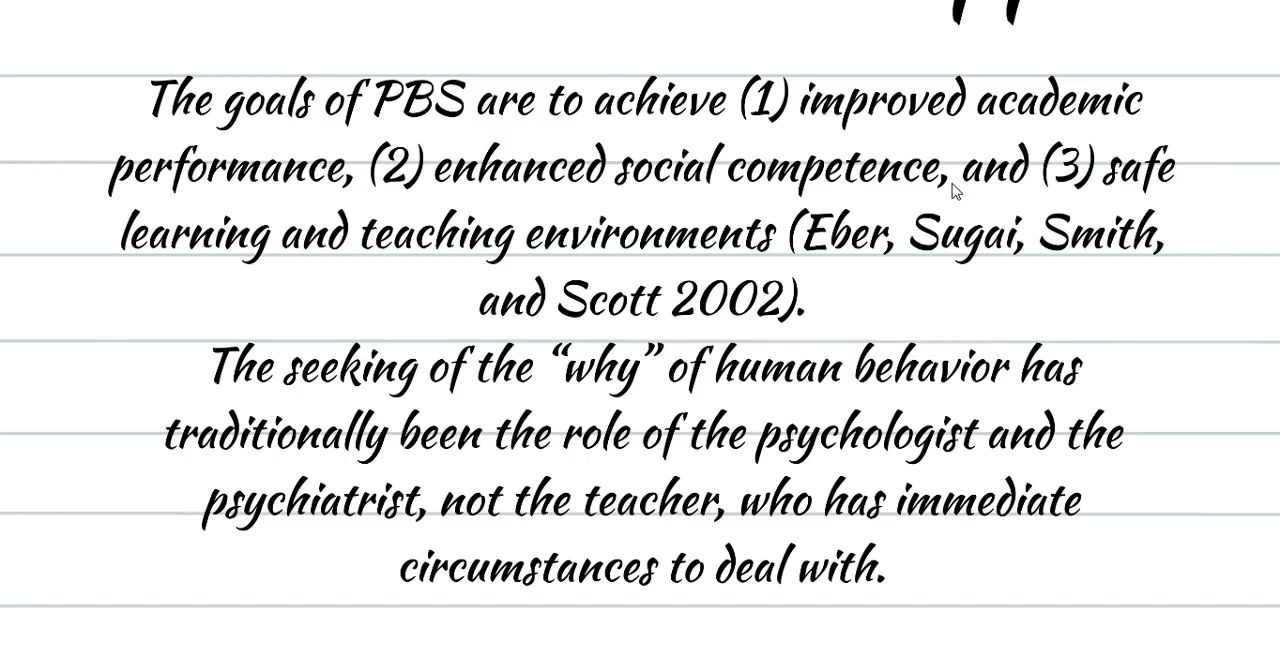 The goals of PBS are to achieve (1) improved academic
performance, (2) enhanced social competence, and (3) safe
learning and teaching environments (Eber, Sugai, Smith,
and Scott 2002).
The seeking of the “why” of human behavior has
traditionally been the role of the psychologist and the
psychiatrist, not the teacher, who has immediate
circumstances to deal with.